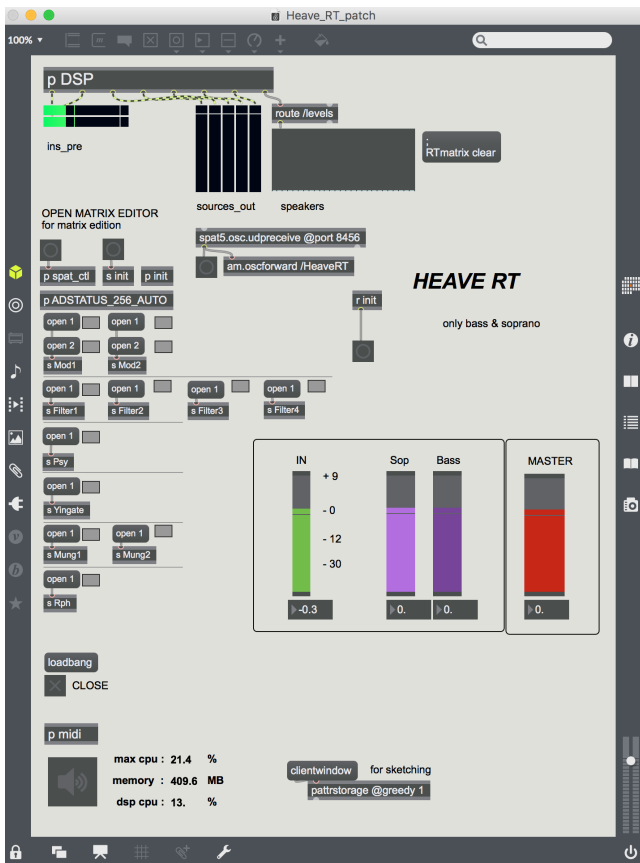 Heave_RT_patch
100% ▾
p DSP
route /levels
;
RTmatrix clear
ins_pre
sources_out
speakers
OPEN MATRIX EDITOR
for matrix edition
spat5.osc.udpreceive @port 8456
p spat_ctl
s init
p init
am.oscforward /HeaveRT
HEAVE RT
p ADSTATUS_256_AUTO
r init
only bass & soprano
open 1
open 1
open 2
open 2
s Mod1
s Mod2
open 1
open 1
open 1
open 1
s Filter1
s Filter2
s Filter3
s Filter4
open 1
s Psy
open 1
s Yingate
open 1
open 1
s Mung1
s Mung2
open 1
s Rph
IN
Sop
Bass
MASTER
+ 9
- 0
- 12
- 30
-0.3
0.
0.
0.
loadbang
CLOSE
p midi
max cpu : 21.4 %
memory : 409.6 MB
dsp cpu : 13. %
clientwindow
for sketching
pattrstorage @greedy 1